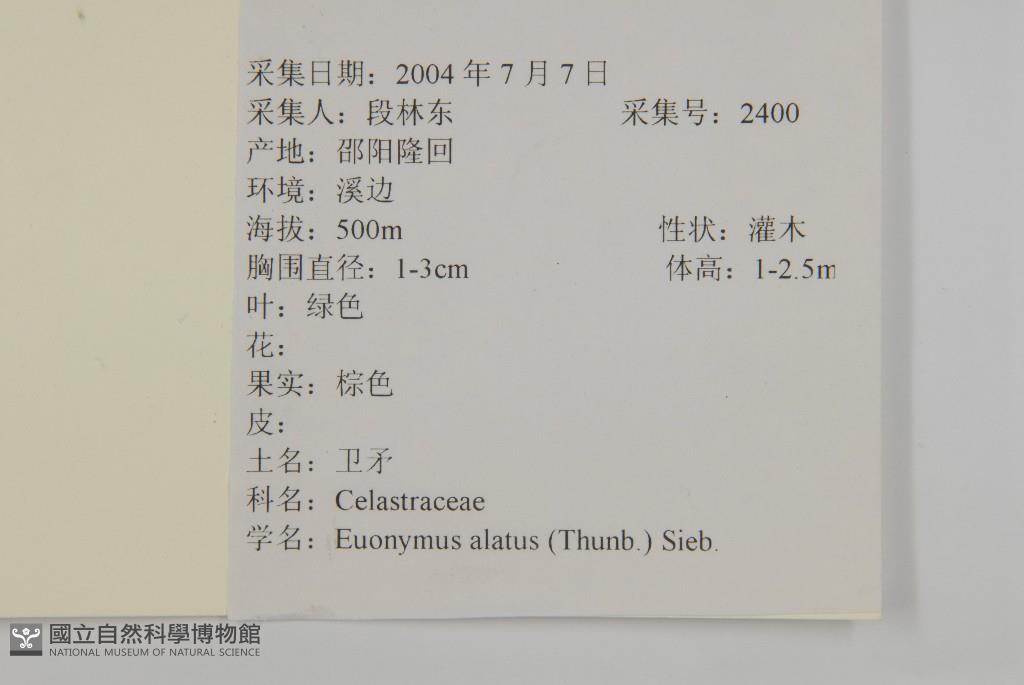 采集日期：2004 年 7 月 7 日
采集人：段林东 采集号：2400
产地：邵阳隆回
环境：溪边
海拔：500m 性状：灌木
胸围直径：1-3cm 体高：1-2.5m
叶：绿色
花：
果实：棕色
皮：
土名：卫矛
科名：Celastraceae
学名：Euonymus alatus (Thunb.) Sieb.
國立自然科學博物館
NATIONAL MUSEUM OF NATURAL SCIENCE